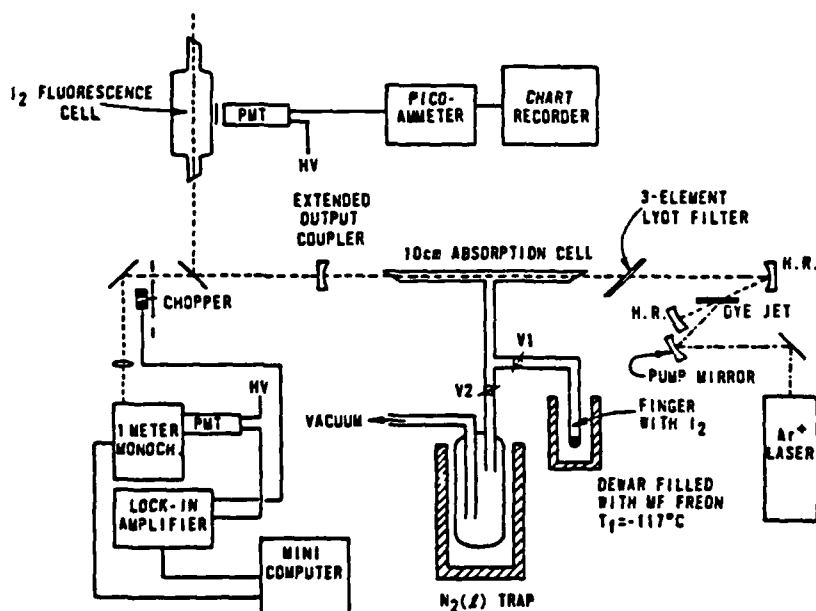 I2 FLUORESCENCE
CELL
PMT
HV
PICO-
AMMETER
CHART
RECORDER
EXTENDED
OUTPUT
COUPLER
3-ELEMENT
LYOT FILTER
10cm ABSORPTION CELL
H.R.
CHOPPER
H.R.
DYE JET
V1
PUMP MIRROR
HV
V2
VACUUM
FINGER
WITH I2
1 METER
MONOCH.
PMT
Ar+
LASER
LOCK-IN
AMPLIFIER
DEWAR FILLED
WITH MF FREON
Tf=-117°C
MINI
COMPUTER
N2(ℓ) TRAP